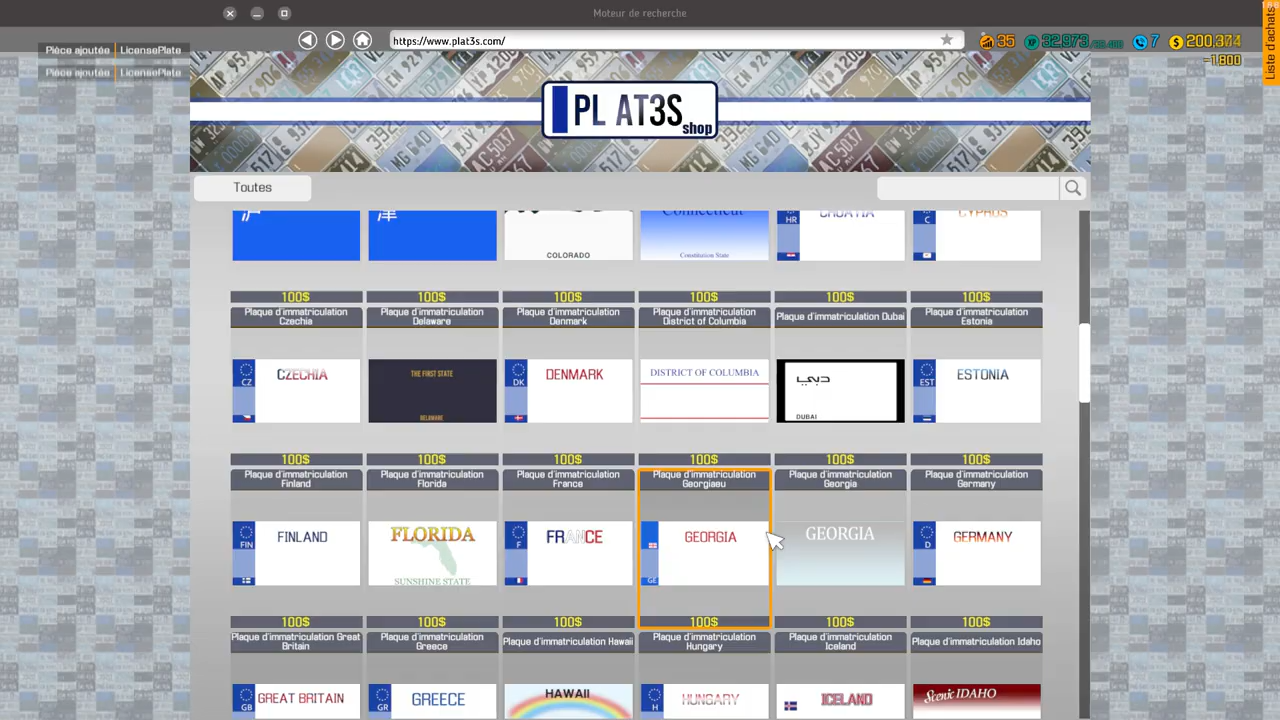 Moteur de recherche
https://www.plat3s.com/
35
32,973
7
200,374
-1,800
Liste d'achats
Pièce ajoutée LicensePlate
Pièce ajoutée LicensePlate
PLAT3S
shop
Toutes
COLORADO
Connecticut
Constitution State
HR
CROATIA
C
CYPRUS
100$ 100$ 100$ 100$ 100$ 100$
Plaque d'immatriculation
Czechia
Plaque d'immatriculation
Delaware
Plaque d'immatriculation
Denmark
Plaque d'immatriculation
District of Columbia
Plaque d'immatriculation Dubai
Plaque d'immatriculation
Estonia
CZ
CZECHIA
THE FIRST STATE
DELAWARE
DK
DENMARK
DISTRICT OF COLUMBIA
دبي
DUBAI
EST
ESTONIA
100$ 100$ 100$ 100$ 100$ 100$
Plaque d'immatriculation
Finland
Plaque d'immatriculation
Florida
Plaque d'immatriculation
France
Plaque d'immatriculation
Georgiaeu
Plaque d'immatriculation
Georgia
Plaque d'immatriculation
Germany
FIN
FINLAND
FLORIDA
SUNSHINE STATE
F
FRANCE
GEORGIA
GE
GEORGIA
D
GERMANY
100$ 100$ 100$ 100$ 100$ 100$
Plaque d'immatriculation Great
Britain
Plaque d'immatriculation
Greece
Plaque d'immatriculation Hawaii
Plaque d'immatriculation
Hungary
Plaque d'immatriculation
Iceland
Plaque d'immatriculation Idaho
GB
GREAT BRITAIN
GR
GREECE
HAWAII
H
HUNGARY
ICELAND
Scenic IDAHO